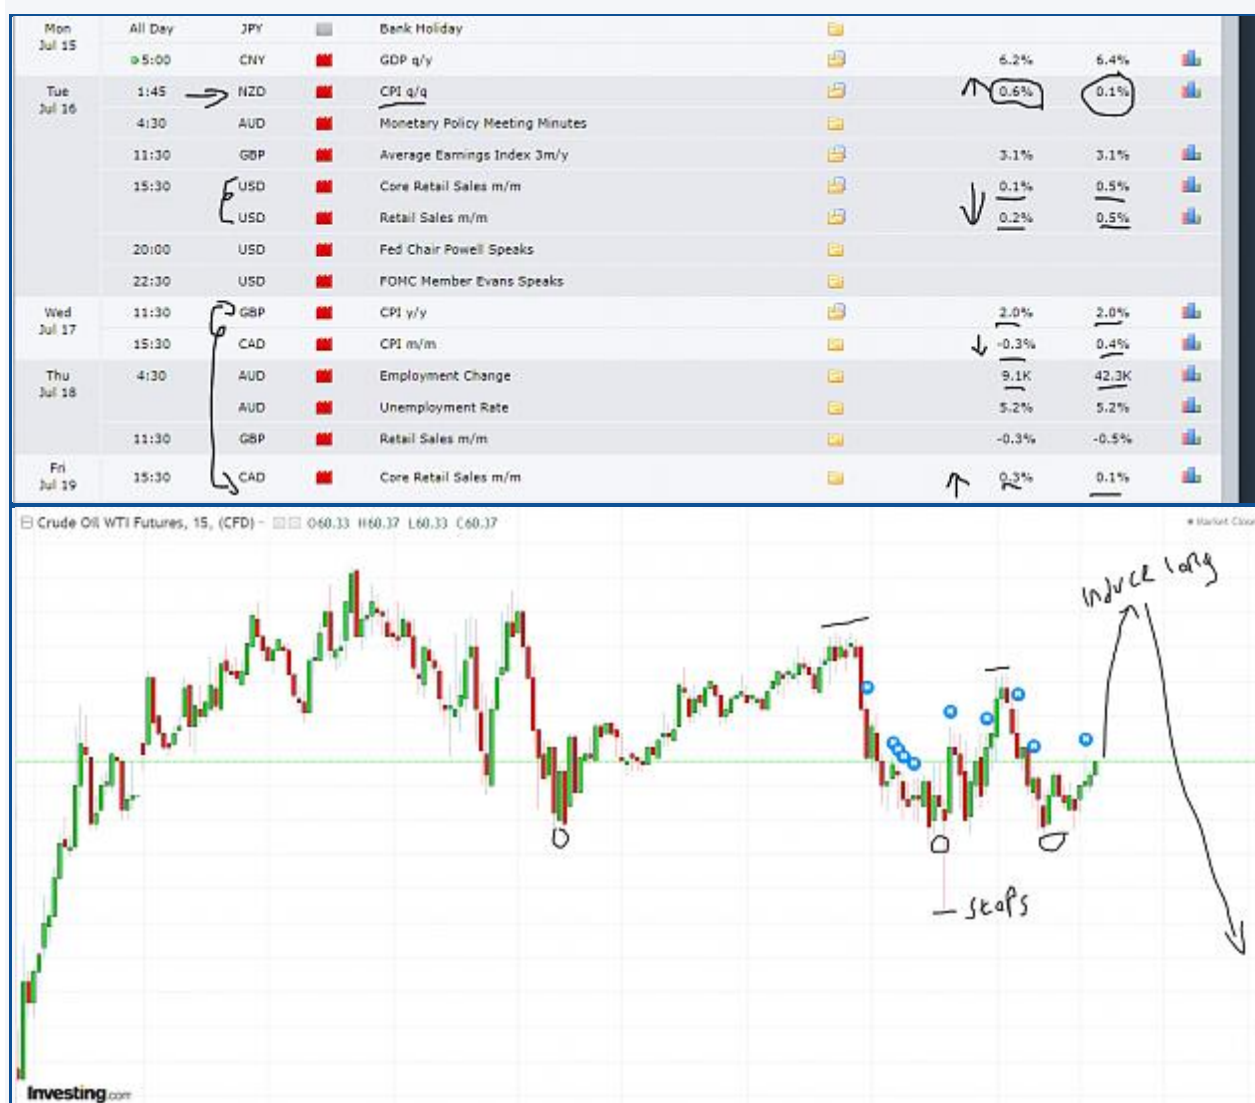 Mon All Day JPY Bank Holiday
Jul 15
5:00 CNY GDP q/y 6.2% 6.4%
Tue 1:45 NZD CPI q/q 0.6% 0.1%
Jul 16
4:30 AUD Monetary Policy Meeting Minutes
11:30 GBP Average Earnings Index 3m/y 3.1% 3.1%
15:30 USD Core Retail Sales m/m 0.1% 0.5%
USD Retail Sales m/m 0.2% 0.5%
20:00 USD Fed Chair Powell Speaks
22:30 USD FOMC Member Evans Speaks
Wed 11:30 GBP CPI y/y 2.0% 2.0%
Jul 17
15:30 CAD CPI m/m -0.3% 0.4%
Thu 4:30 AUD Employment Change 9.1K 42.3K
Jul 18
AUD Unemployment Rate 5.2% 5.2%
11:30 GBP Retail Sales m/m -0.3% -0.5%
Fri 15:30 CAD Core Retail Sales m/m 0.3% 0.1%
Jul 19
Crude Oil WTI Futures, 15, (CFD) O60.33 H60.37 L60.33 C60.37
Market Close
Induce long
Stops
Investing.com